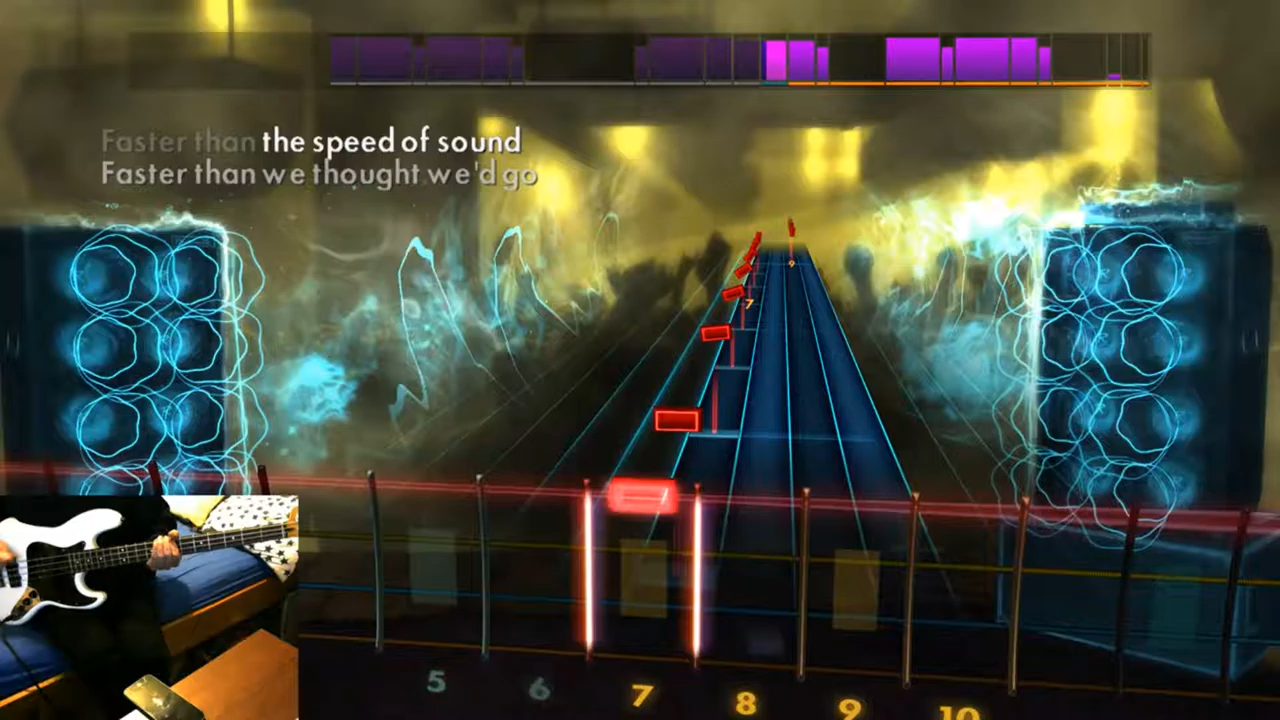 Faster than the speed of sound
Faster than we thought we'd go
9
7
5 6 7 8 9 10